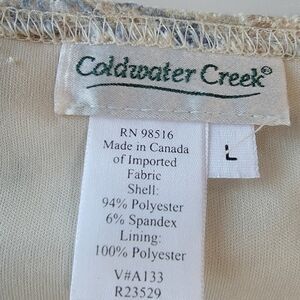 Coldwater Creek®
L
RN 98516
Made in Canada
of Imported
Fabric
Shell:
94% Polyester
6% Spandex
Lining:
100% Polyester
V#A133
R23529